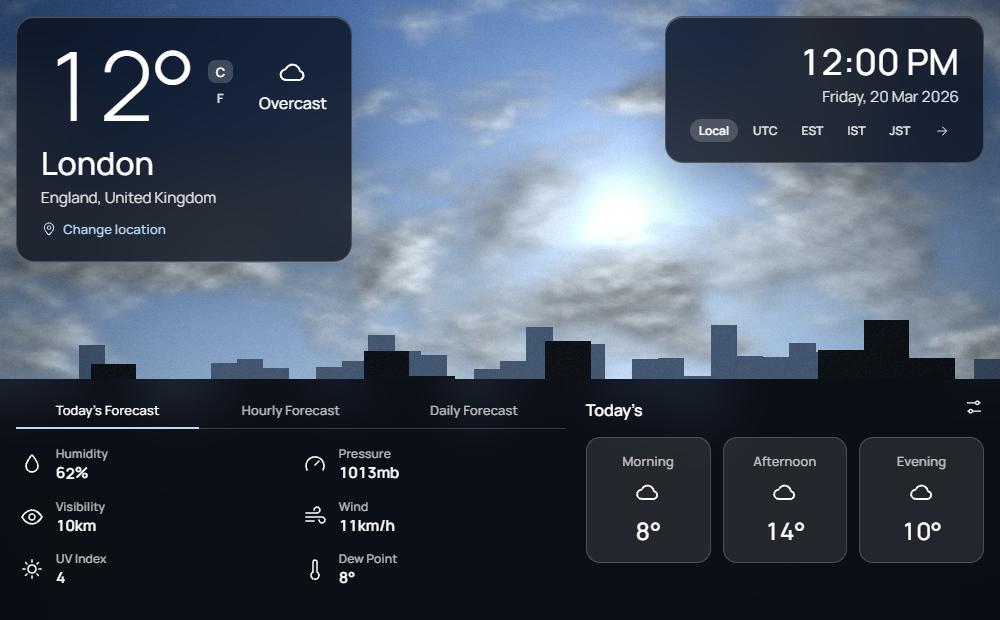 12°
C
F
Overcast
London
England, United Kingdom
Change location
12:00 PM
Friday, 20 Mar 2026
Local UTC EST IST JST
Today's Forecast Hourly Forecast Daily Forecast
Humidity
62%
Pressure
1013mb
Visibility
10km
Wind
11km/h
UV Index
4
Dew Point
8°
Today's
Morning
8°
Afternoon
14°
Evening
10°